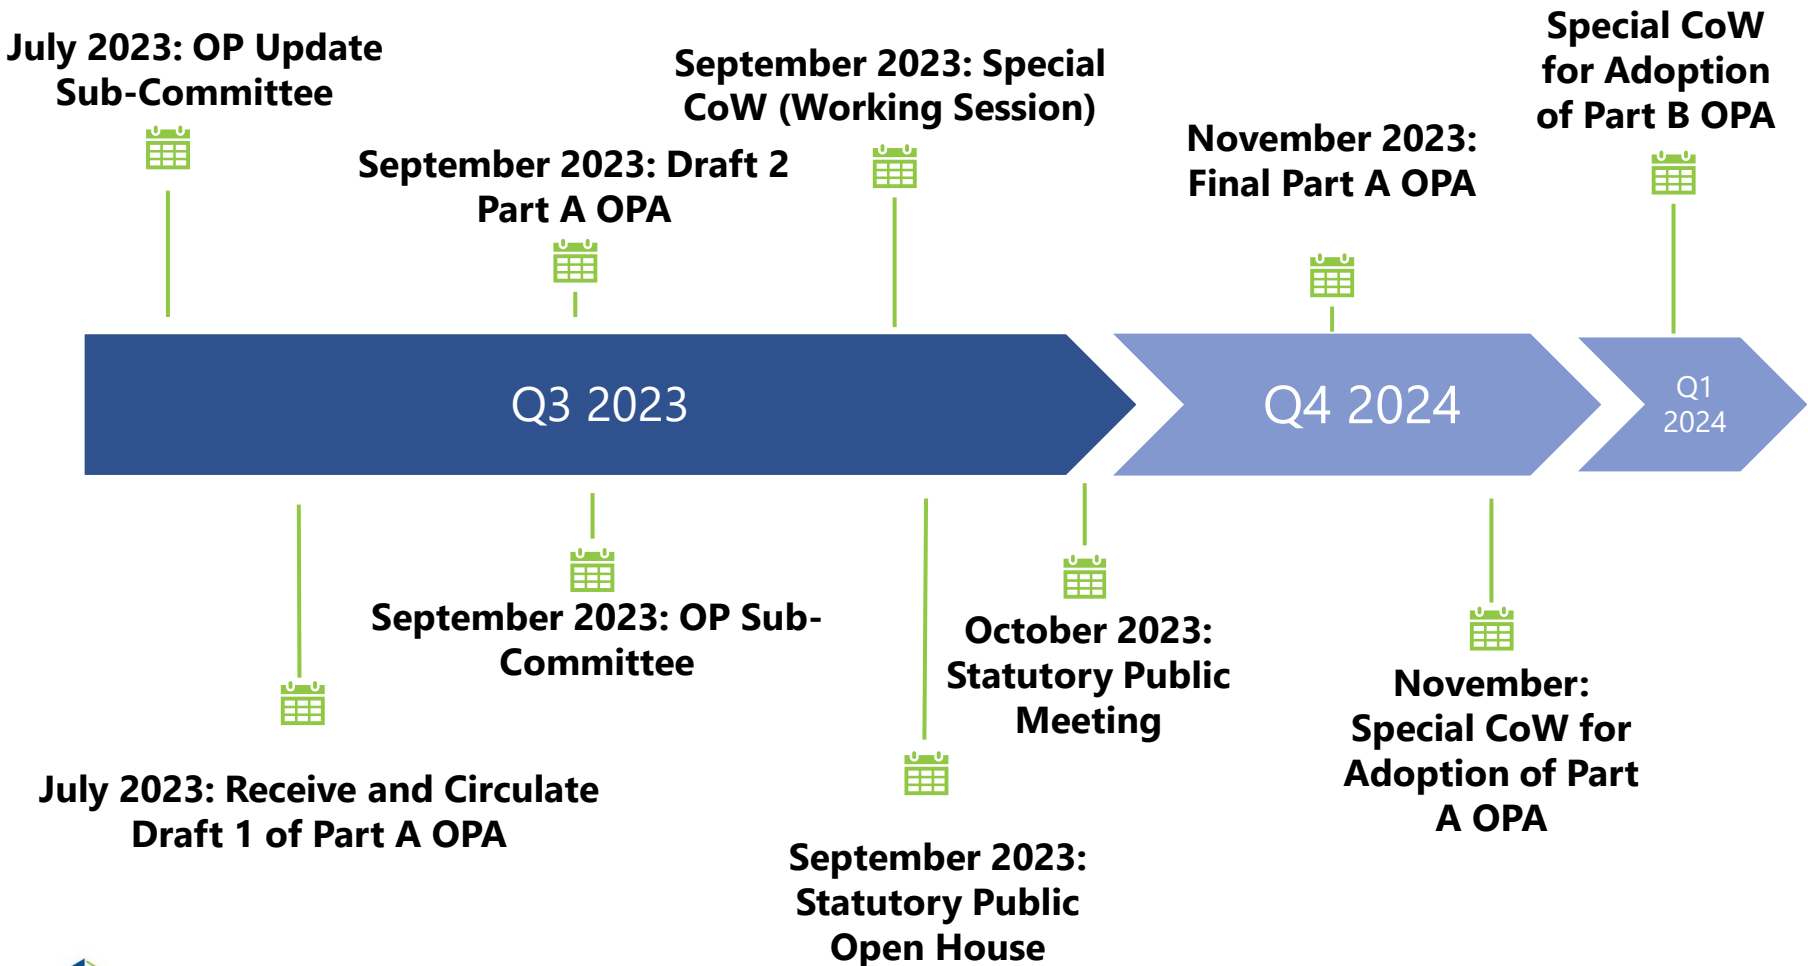 July 2023: OP Update
Sub-Committee
September 2023: Draft 2
Part A OPA
September 2023: Special
CoW (Working Session)
November 2023:
Final Part A OPA
Special CoW
for Adoption
of Part B OPA
Q3 2023
Q4 2024
Q1
2024
July 2023: Receive and Circulate
Draft 1 of Part A OPA
September 2023: OP Sub-
Committee
September 2023:
Statutory Public
Open House
October 2023:
Statutory Public
Meeting
November:
Special CoW for
Adoption of Part
A OPA